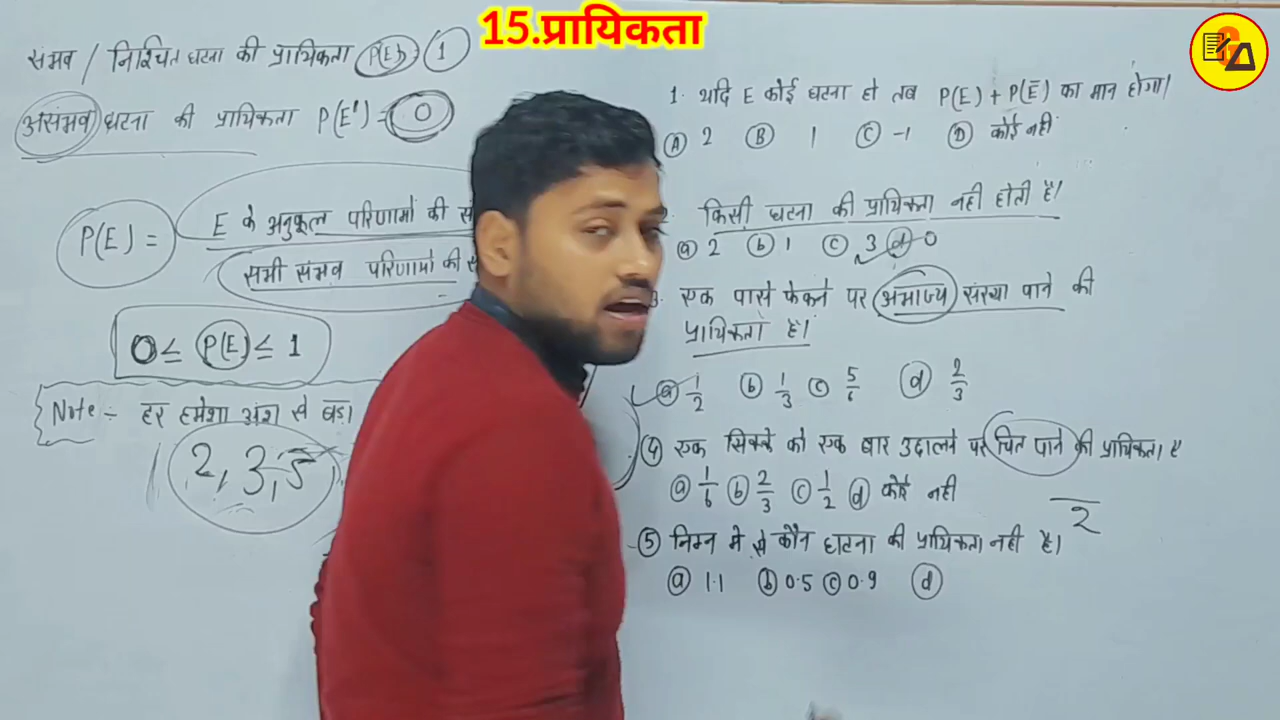 15.प्रायिकता
संभव / निश्चित घटना की प्रायिकता P(E) = 1
असंभव घटना की प्रायिकता P(E') = 0
P(E) = E के अनुकूल परिणामों की
सभी संभव परिणामों की
0 ≤ P(E) ≤ 1
Note :- हर हमेशा अंश से बड़ा
2, 3, 5
1. यदि E कोई घटना हो तब P(E) + P(E̅) का मान होगा।
Ⓐ 2 Ⓑ 1 Ⓒ -1 Ⓓ कोई नही
किसी घटना की प्रायिकता नही होती है।
ⓐ 2 ⓑ 1 ⓒ 3 ⓓ 0
3. एक पासे फेकने पर अभाज्य संख्या पाने की
प्रायिकता है।
ⓐ 1/2 ⓑ 1/3 ⓒ 5/6 ⓓ 2/3
④ एक सिक्के को एक बार उछालने पर चित पाने की प्रायिकता है
ⓐ 1/6 ⓑ 2/3 ⓒ 1/2 ⓓ कोई नही
2
⑤ निम्न मे से कौन घटना की प्रायिकता नही है।
ⓐ 1.1 ⓑ 0.5 ⓒ 0.9 ⓓ